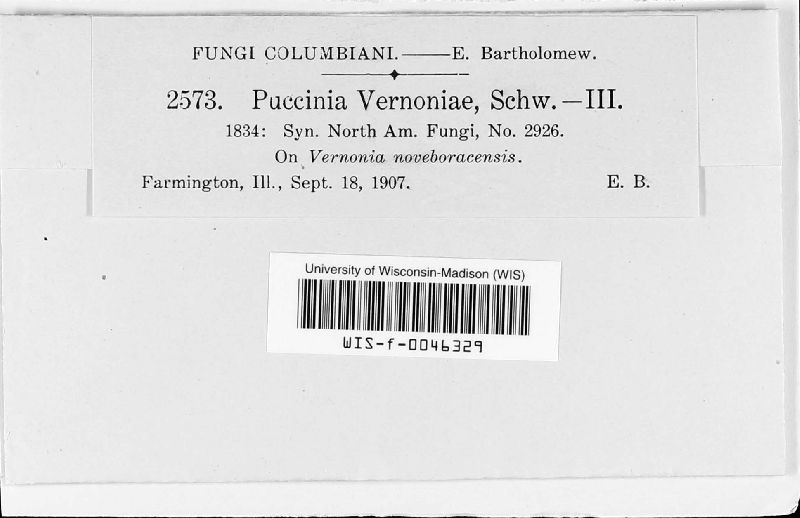 FUNGI COLUMBIANI.——E. Bartholomew.
2573. Puccinia Vernoniae, Schw.—III.
1834: Syn. North Am. Fungi, No. 2926.
On Vernonia noveboracensis.
Farmington, Ill., Sept. 18, 1907. E. B.
University of Wisconsin-Madison (WIS)
WIS-f-0046329